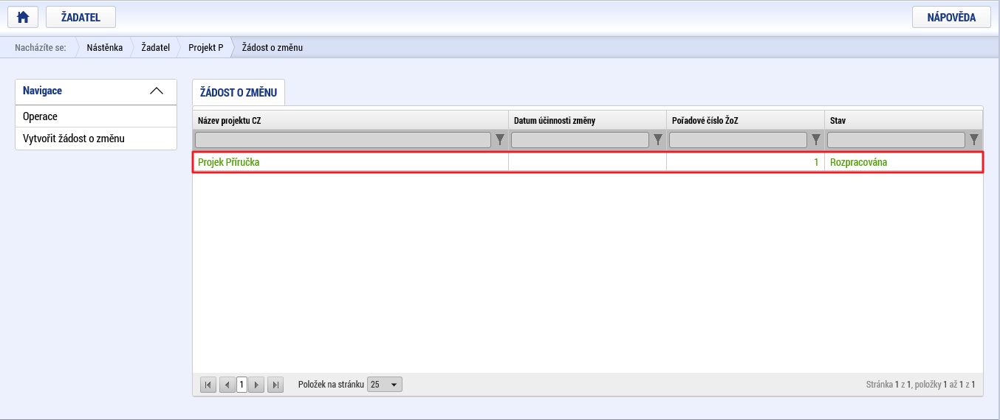 ŽADATEL
NÁPOVĚDA
Nacházíte se: Nástěnka Žadatel Projekt P Žádost o změnu
Navigace
Operace
Vytvořit žádost o změnu
ŽÁDOST O ZMĚNU
Název projektu CZ Datum účinnosti změny Pořadové číslo ŽoZ Stav
Projek Příručka 1 Rozpracována
1 Položek na stránku 25 Stránka 1 z 1, položky 1 až 1 z 1